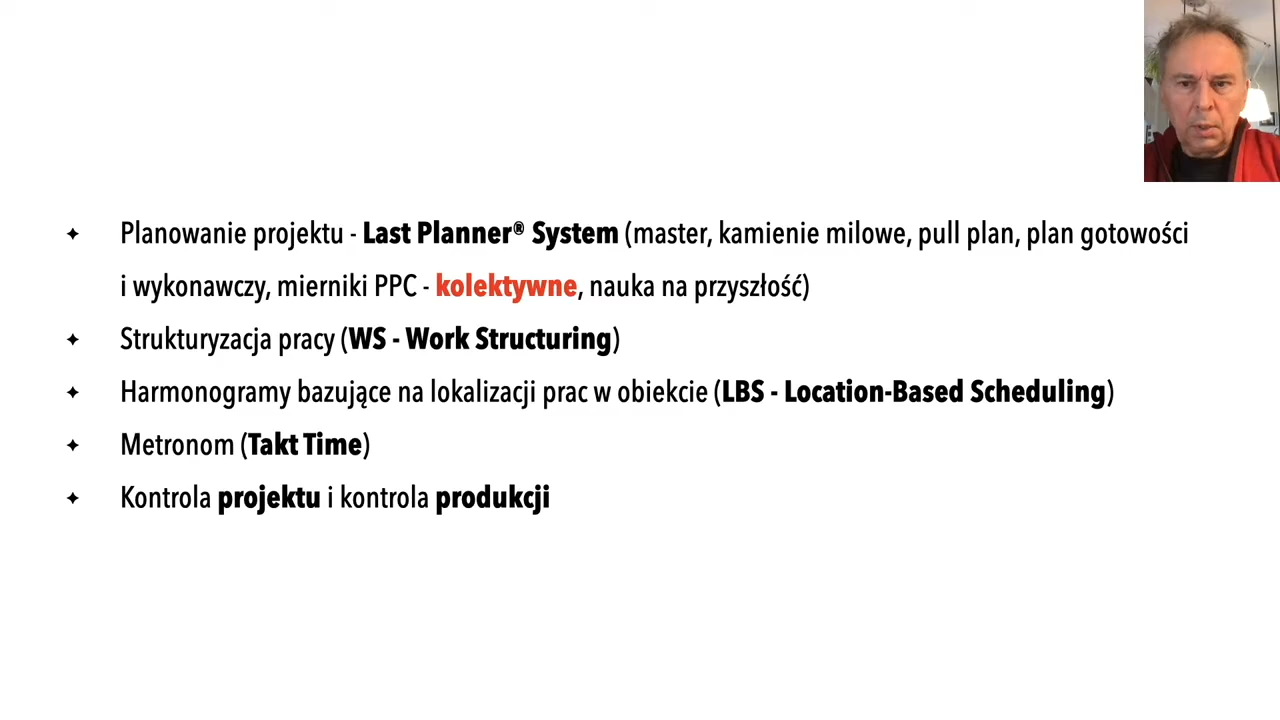 ✦ Planowanie projektu - Last Planner® System (master, kamienie milowe, pull plan, plan gotowości
i wykonawczy, mierniki PPC - kolektywne, nauka na przyszłość)
✦ Strukturyzacja pracy (WS - Work Structuring)
✦ Harmonogramy bazujące na lokalizacji prac w obiekcie (LBS - Location-Based Scheduling)
✦ Metronom (Takt Time)
✦ Kontrola projektu i kontrola produkcji